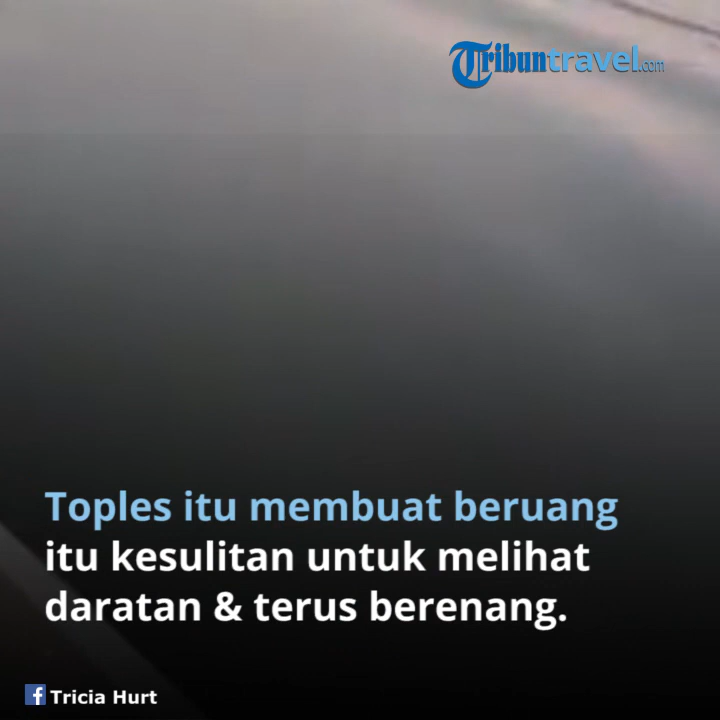 Tribuntravel.com
Toples itu membuat beruang
itu kesulitan untuk melihat
daratan & terus berenang.
f Tricia Hurt